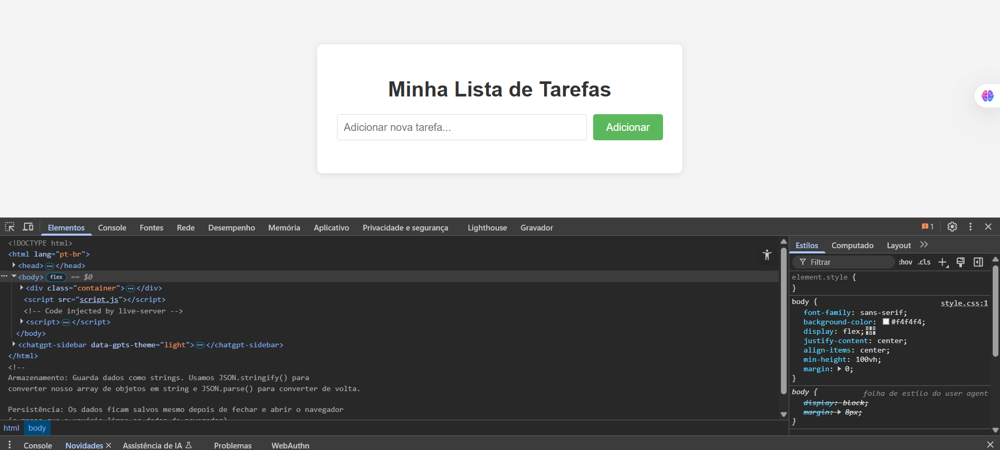 Minha Lista de Tarefas
Adicionar nova tarefa...
Adicionar
Elementos Console Fontes Rede Desempenho Memória Aplicativo Privacidade e segurança Lighthouse Gravador 1
<!DOCTYPE html>
<html lang="pt-br">
<head>…</head>
<body> flex == $0
<div class="container">…</div>
<script src="script.js"></script>
<!-- Code injected by live-server -->
<script>…</script>
</body>
<chatgpt-sidebar data-gpts-theme="light">…</chatgpt-sidebar>
</html>
<!--
Armazenamento: Guarda dados como strings. Usamos JSON.stringify() para
converter nosso array de objetos em string e JSON.parse() para converter de volta.
Persistência: Os dados ficam salvos mesmo depois de fechar e abrir o navegador
html body
Estilos Computado Layout
Filtrar :hov .cls
element.style {
}
body { style.css:1
font-family: sans-serif;
background-color: #f4f4f4;
display: flex;
justify-content: center;
align-items: center;
min-height: 100vh;
margin: 0;
}
body { folha de estilo do user agent
display: block;
margin: 8px;
}
Console Novidades Assistência de IA Problemas WebAuthn